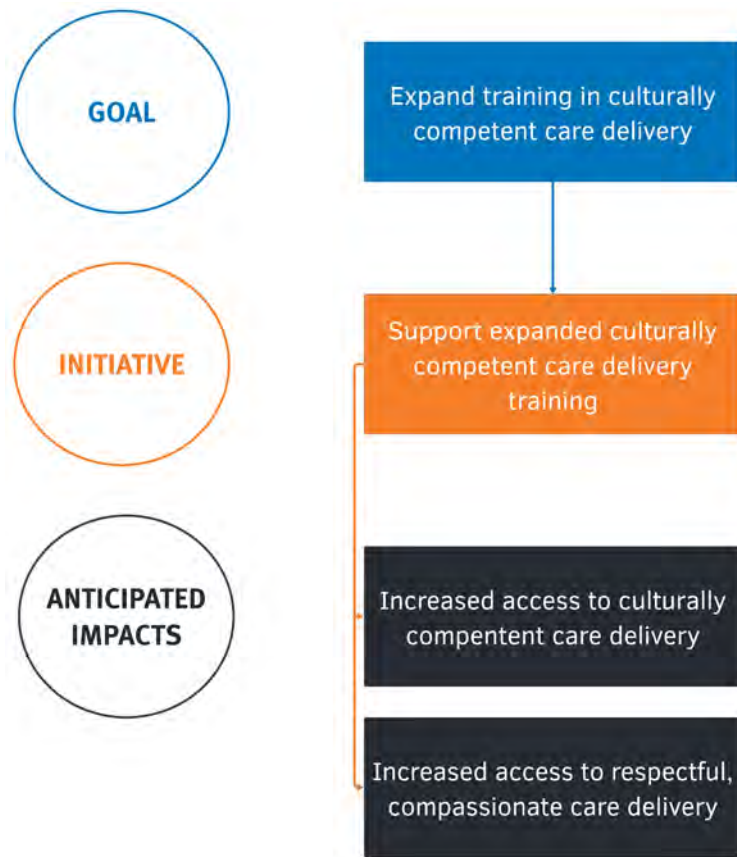 GOAL
Expand training in culturally
competent care delivery
INITIATIVE
Support expanded culturally
competent care delivery
training
ANTICIPATED
IMPACTS
Increased access to culturally
compentent care delivery
Increased access to respectful,
compassionate care delivery